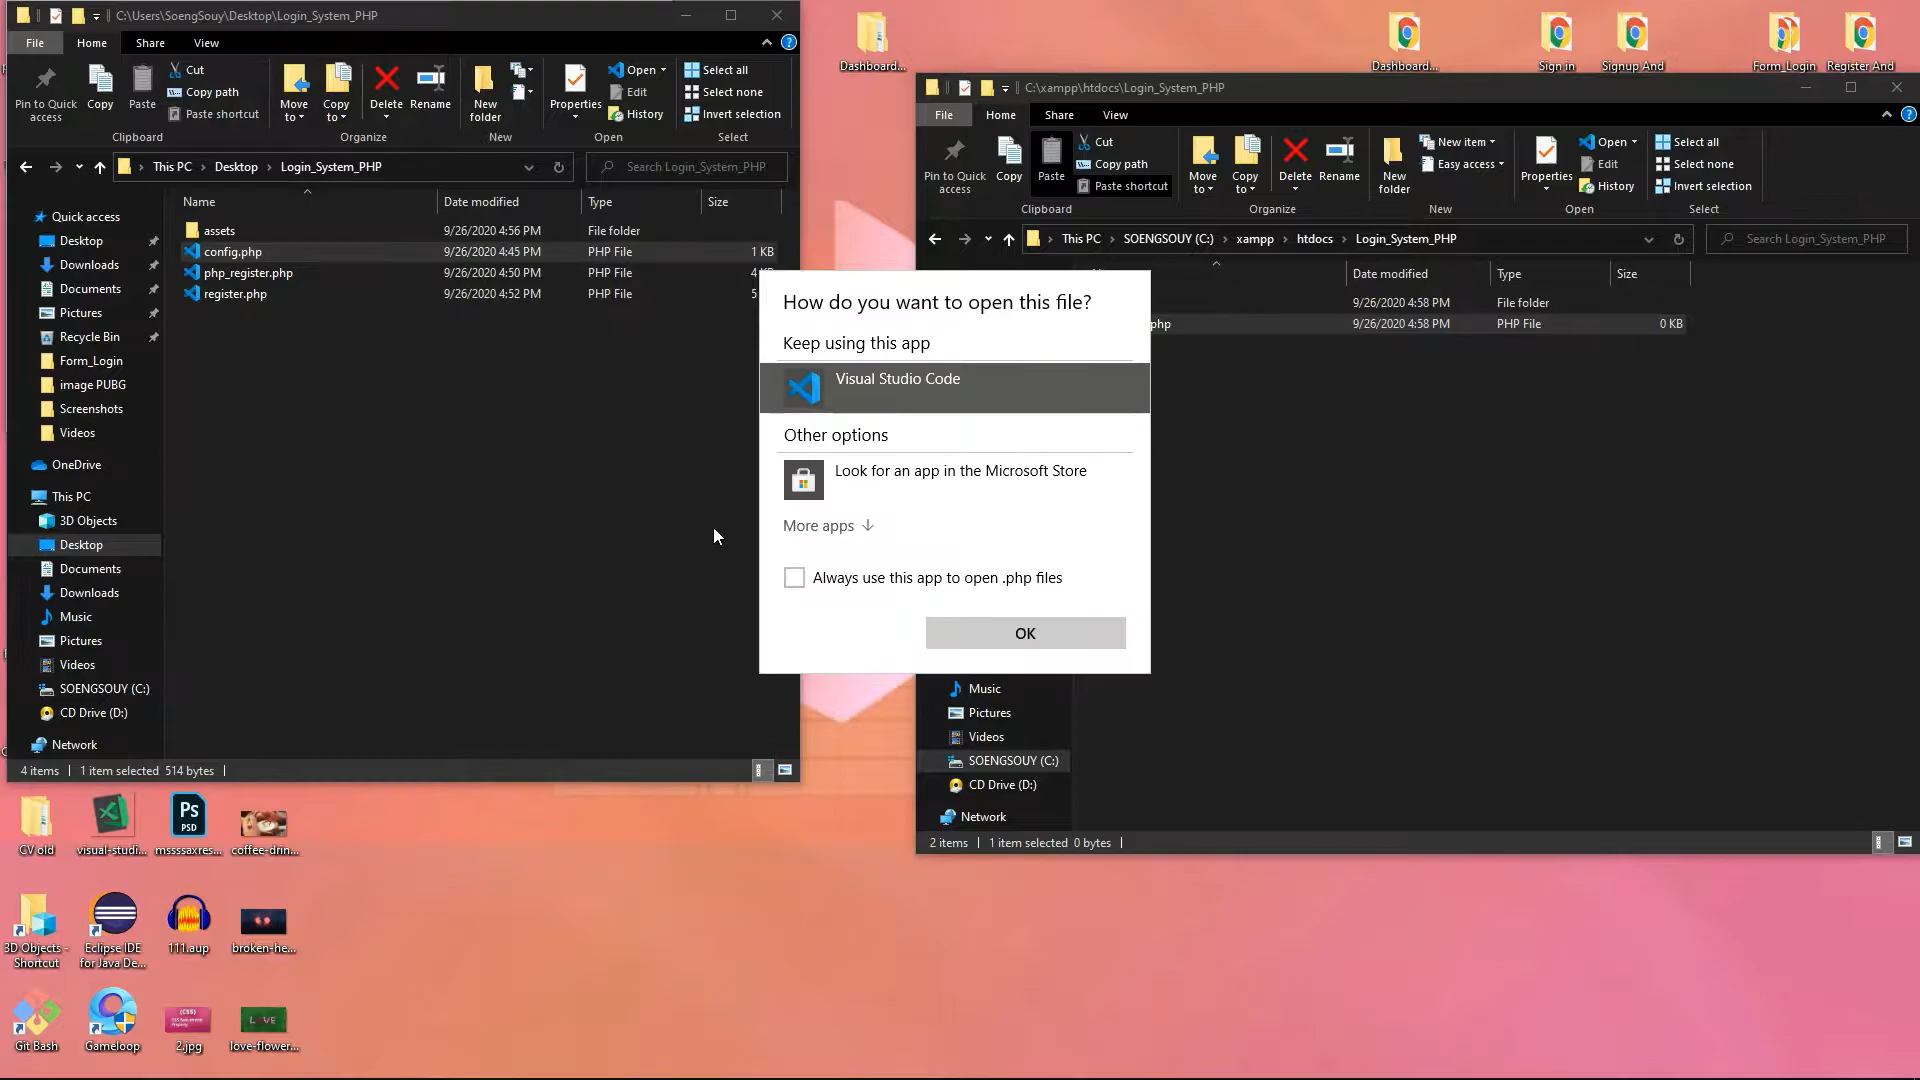 C:\Users\SoengSouy\Desktop\Login_System_PHP
File Home Share View
Pin to Quick access
Copy
Paste
Cut
Copy path
Paste shortcut
Clipboard
Move to
Copy to
Delete
Rename
Organize
New folder
New
Properties
Open
Edit
History
Open
Select all
Select none
Invert selection
Select
This PC Desktop Login_System_PHP
Search Login_System_PHP
Name Date modified Type Size
assets 9/26/2020 4:56 PM File folder
config.php 9/26/2020 4:45 PM PHP File 1 KB
php_register.php 9/26/2020 4:50 PM PHP File 4 KB
register.php 9/26/2020 4:52 PM PHP File 5
Quick access
Desktop
Downloads
Documents
Pictures
Recycle Bin
Form_Login
image PUBG
Screenshots
Videos
OneDrive
This PC
3D Objects
Desktop
Documents
Downloads
Music
Pictures
Videos
SOENGSOUY (C:)
CD Drive (D:)
Network
4 items 1 item selected 514 bytes
Dashboard...
Dashboard...
Sign in
Signup And
Form_Login
Register And
C:\xampp\htdocs\Login_System_PHP
File Home Share View
Pin to Quick access
Copy
Paste
Cut
Copy path
Paste shortcut
Clipboard
Move to
Copy to
Delete
Rename
Organize
New folder
New item
Easy access
New
Properties
Open
Edit
History
Open
Select all
Select none
Invert selection
Select
This PC SOENGSOUY (C:) xampp htdocs Login_System_PHP
Search Login_System_PHP
Date modified Type Size
9/26/2020 4:58 PM File folder
php 9/26/2020 4:58 PM PHP File 0 KB
Music
Pictures
Videos
SOENGSOUY (C:)
CD Drive (D:)
Network
2 items 1 item selected 0 bytes
How do you want to open this file?
Keep using this app
Visual Studio Code
Other options
Look for an app in the Microsoft Store
More apps
Always use this app to open .php files
OK
CV old
visual-studi...
Ps
PSD
mssssaxres...
coffee-drin...
3D Objects - Shortcut
Eclipse IDE for Java De...
111.aup
broken-he...
Git Bash
Gameloop
2.jpg
LOVE
love-flower...